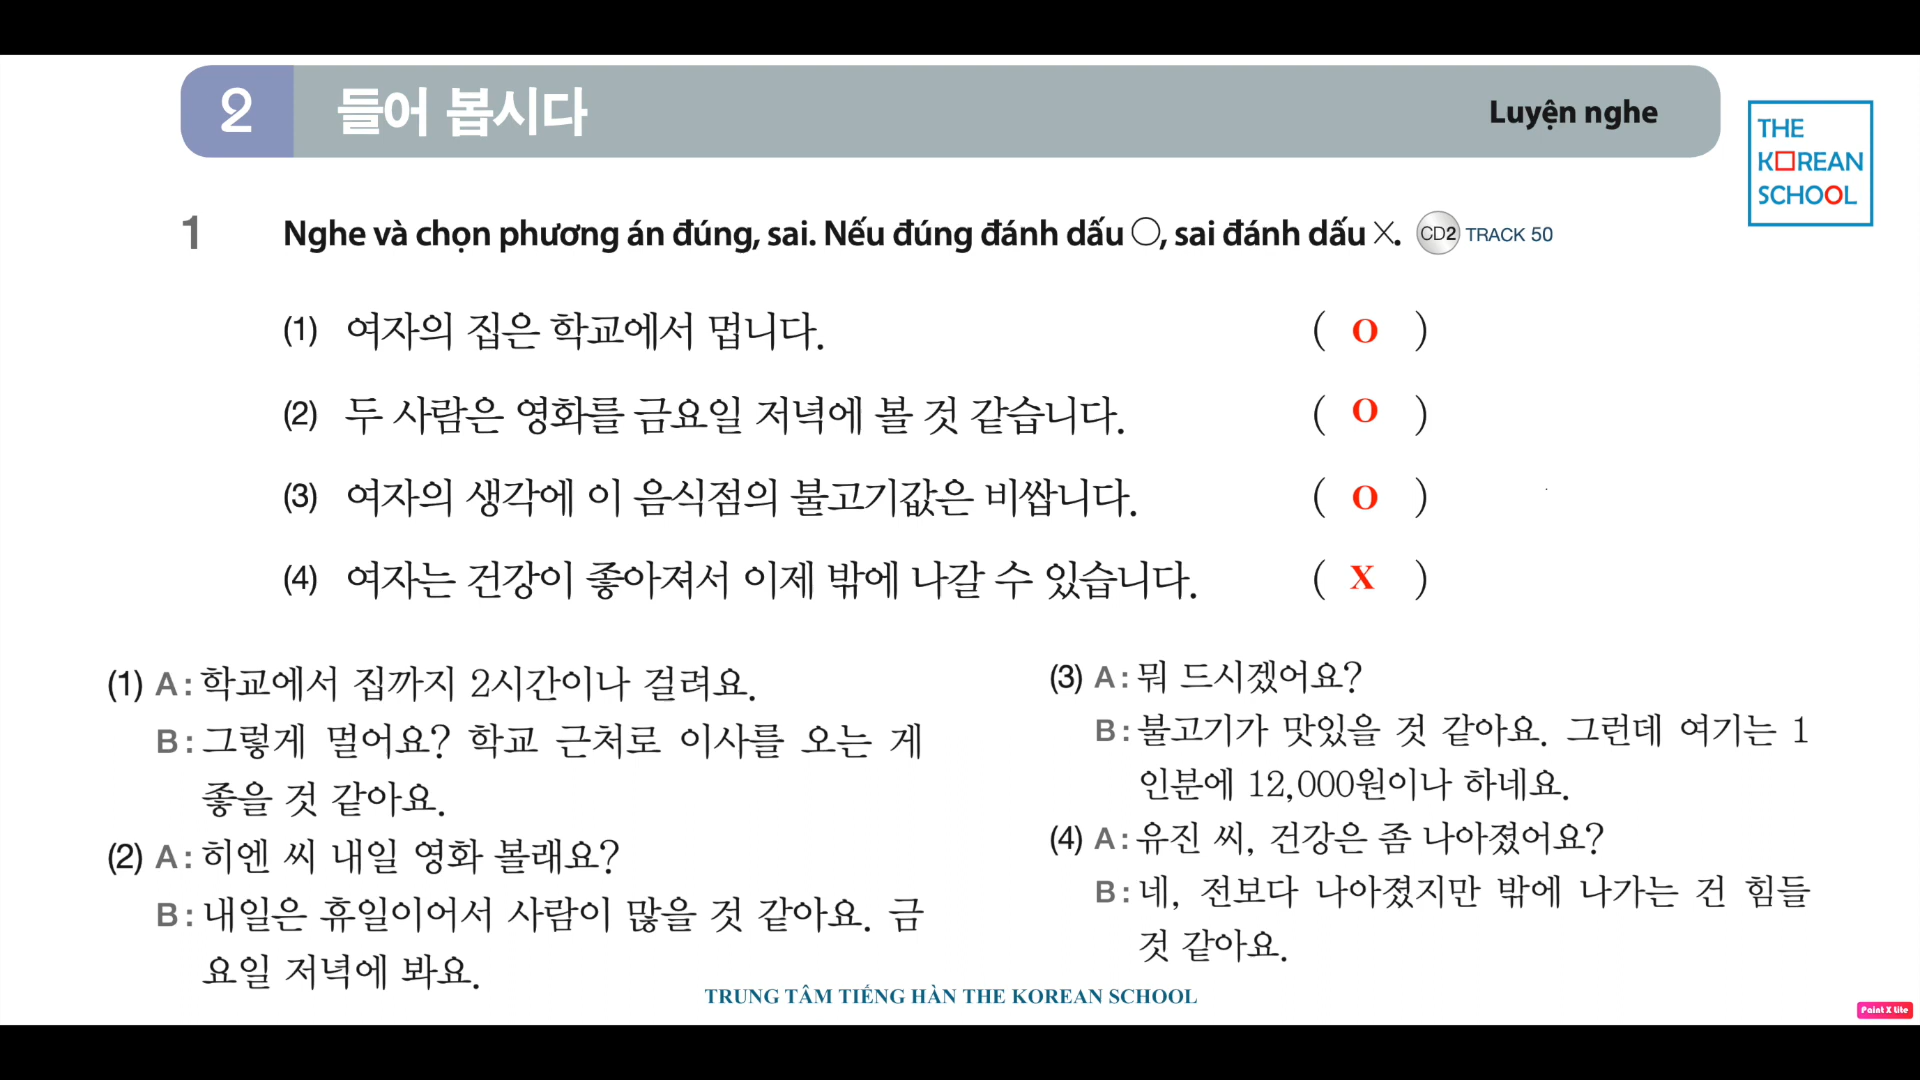 2 들어 봅시다 Luyện nghe
THE
KOREAN
SCHOOL
1 Nghe và chọn phương án đúng, sai. Nếu đúng đánh dấu ○, sai đánh dấu ╳. CD2 TRACK 50
(1) 여자의 집은 학교에서 멉니다. ( O )
(2) 두 사람은 영화를 금요일 저녁에 볼 것 같습니다. ( O )
(3) 여자의 생각에 이 음식점의 불고기값은 비쌉니다. ( O )
(4) 여자는 건강이 좋아져서 이제 밖에 나갈 수 있습니다. ( X )
(1) A : 학교에서 집까지 2시간이나 걸려요.
B : 그렇게 멀어요? 학교 근처로 이사를 오는 게
좋을 것 같아요.
(2) A : 히엔 씨 내일 영화 볼래요?
B : 내일은 휴일이어서 사람이 많을 것 같아요. 금
요일 저녁에 봐요.
(3) A : 뭐 드시겠어요?
B : 불고기가 맛있을 것 같아요. 그런데 여기는 1
인분에 12,000원이나 하네요.
(4) A : 유진 씨, 건강은 좀 나아졌어요?
B : 네, 전보다 나아졌지만 밖에 나가는 건 힘들
것 같아요.
TRUNG TÂM TIẾNG HÀN THE KOREAN SCHOOL
Paint X lite